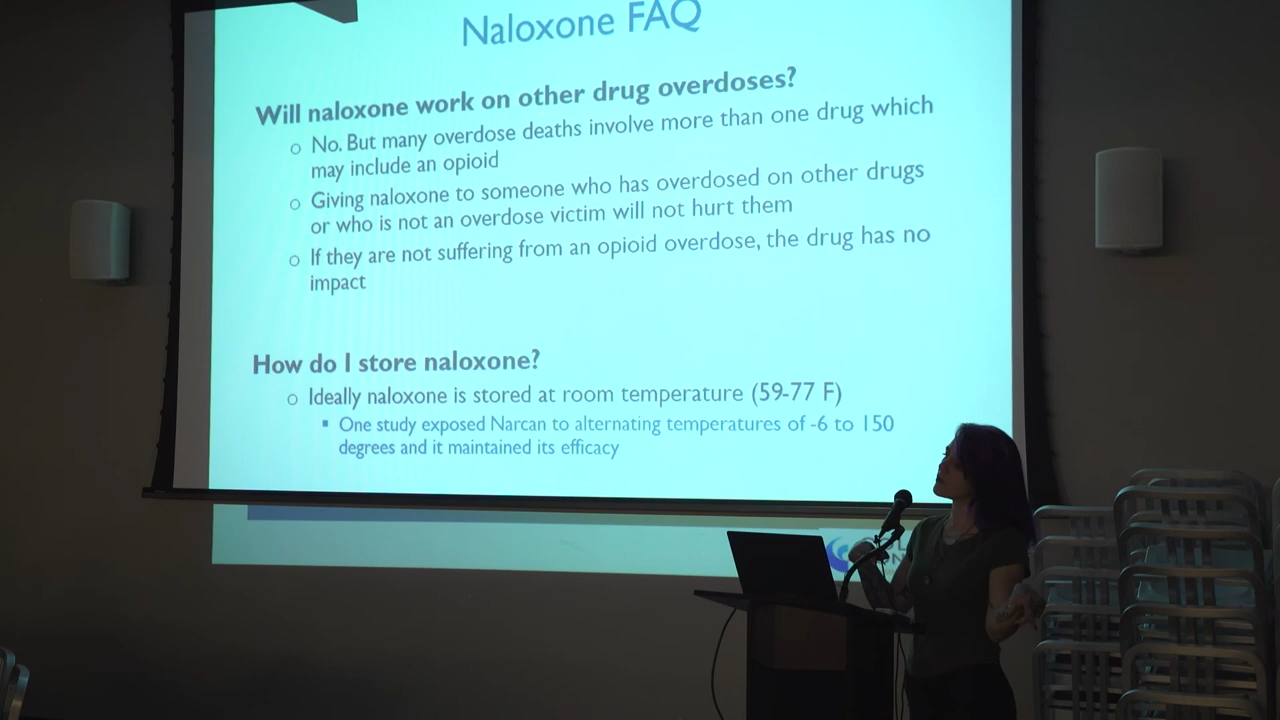 Naloxone FAQ
Will naloxone work on other drug overdoses?
o No. But many overdose deaths involve more than one drug which
may include an opioid
o Giving naloxone to someone who has overdosed on other drugs
or who is not an overdose victim will not hurt them
o If they are not suffering from an opioid overdose, the drug has no
impact
How do I store naloxone?
o Ideally naloxone is stored at room temperature (59-77 F)
▪ One study exposed Narcan to alternating temperatures of -6 to 150
degrees and it maintained its efficacy